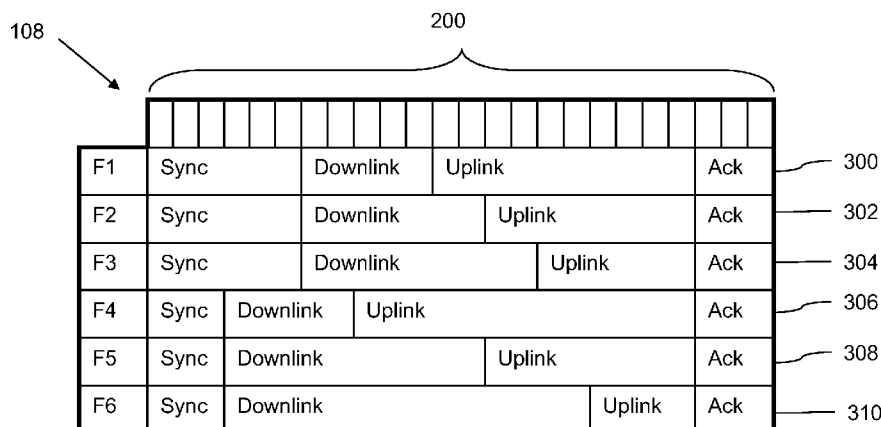 108
200
F1 Sync Downlink Uplink Ack 300
F2 Sync Downlink Uplink Ack 302
F3 Sync Downlink Uplink Ack 304
F4 Sync Downlink Uplink Ack 306
F5 Sync Downlink Uplink Ack 308
F6 Sync Downlink Uplink Ack 310